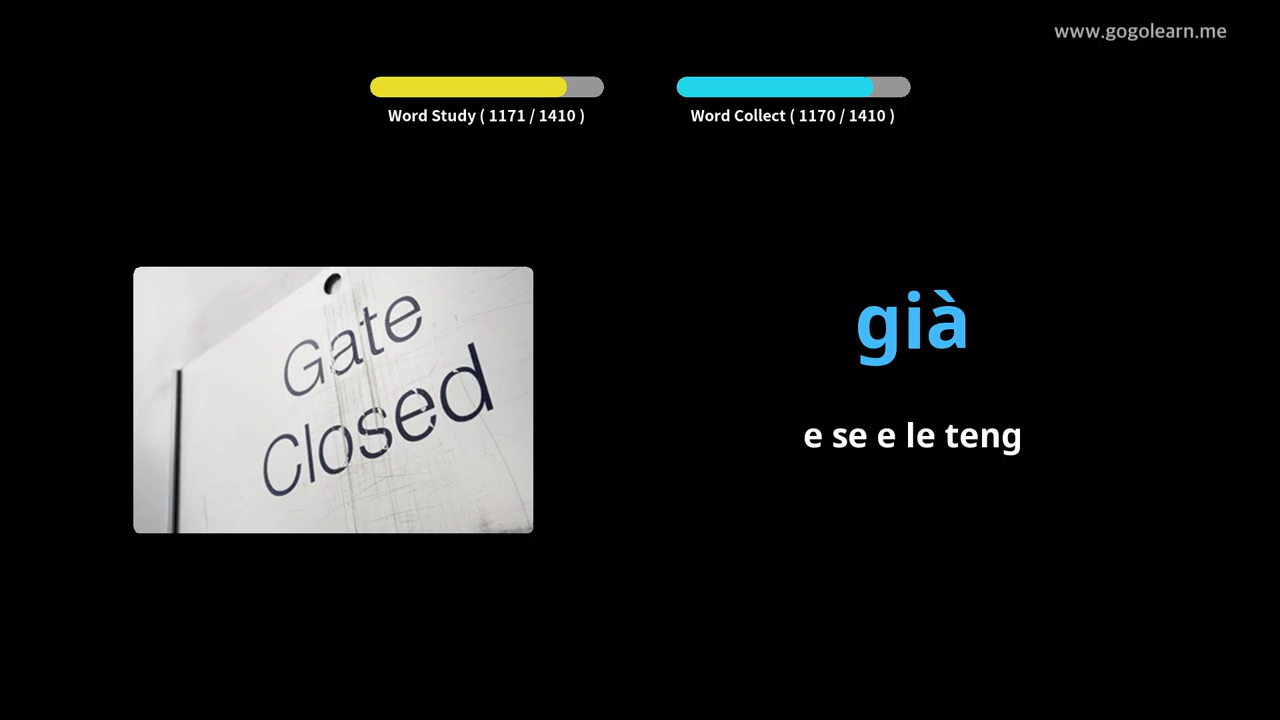 www.gogolearn.me
Word Study ( 1171 / 1410 )
Word Collect ( 1170 / 1410 )
Gate
Closed
già
e se e le teng